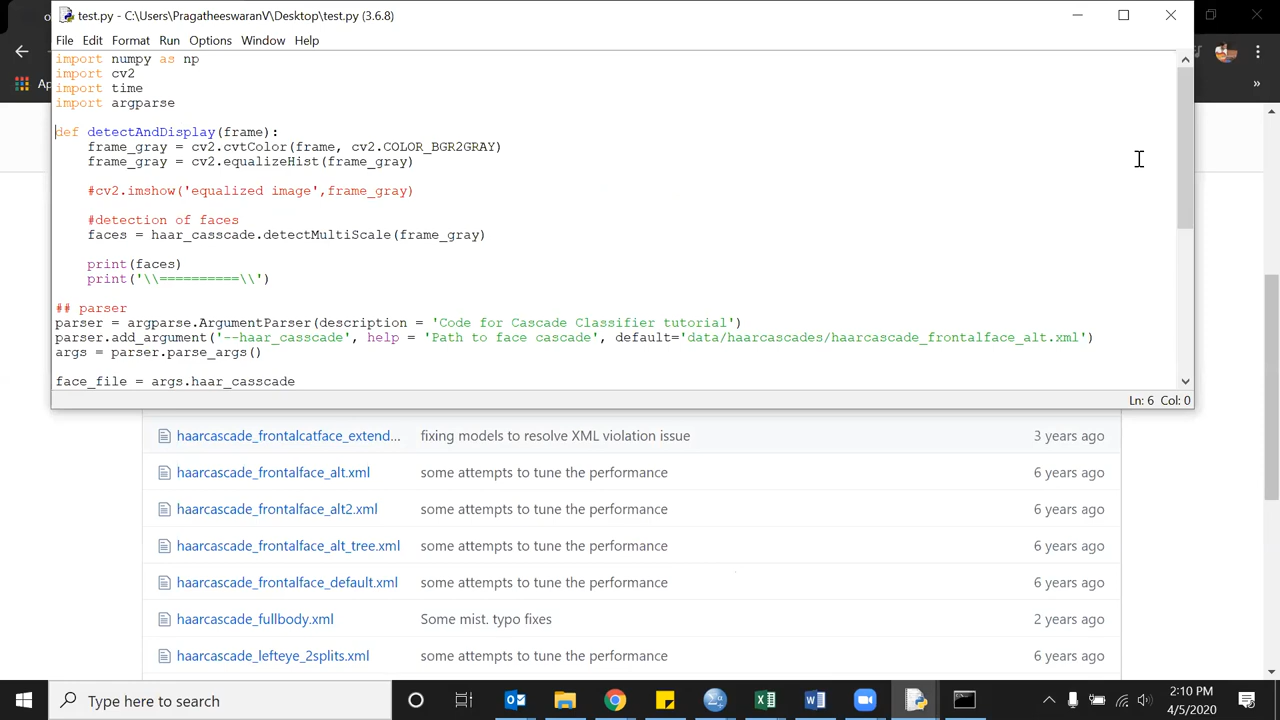 test.py - C:\Users\PragatheeswaranV\Desktop\test.py (3.6.8)
File Edit Format Run Options Window Help
import numpy as np
import cv2
import time
import argparse
def detectAndDisplay(frame):
frame_gray = cv2.cvtColor(frame, cv2.COLOR_BGR2GRAY)
frame_gray = cv2.equalizeHist(frame_gray)
#cv2.imshow('equalized image',frame_gray)
#detection of faces
faces = haar_casscade.detectMultiScale(frame_gray)
print(faces)
print('\\==========\\')
## parser
parser = argparse.ArgumentParser(description = 'Code for Cascade Classifier tutorial')
parser.add_argument('--haar_casscade', help = 'Path to face cascade', default='data/haarcascades/haarcascade_frontalface_alt.xml')
args = parser.parse_args()
face_file = args.haar_casscade
Ln: 6 Col: 0
haarcascade_frontalcatface_extend... fixing models to resolve XML violation issue 3 years ago
haarcascade_frontalface_alt.xml some attempts to tune the performance 6 years ago
haarcascade_frontalface_alt2.xml some attempts to tune the performance 6 years ago
haarcascade_frontalface_alt_tree.xml some attempts to tune the performance 6 years ago
haarcascade_frontalface_default.xml some attempts to tune the performance 6 years ago
haarcascade_fullbody.xml Some mist. typo fixes 2 years ago
haarcascade_lefteye_2splits.xml some attempts to tune the performance 6 years ago
Type here to search
2:10 PM
4/5/2020